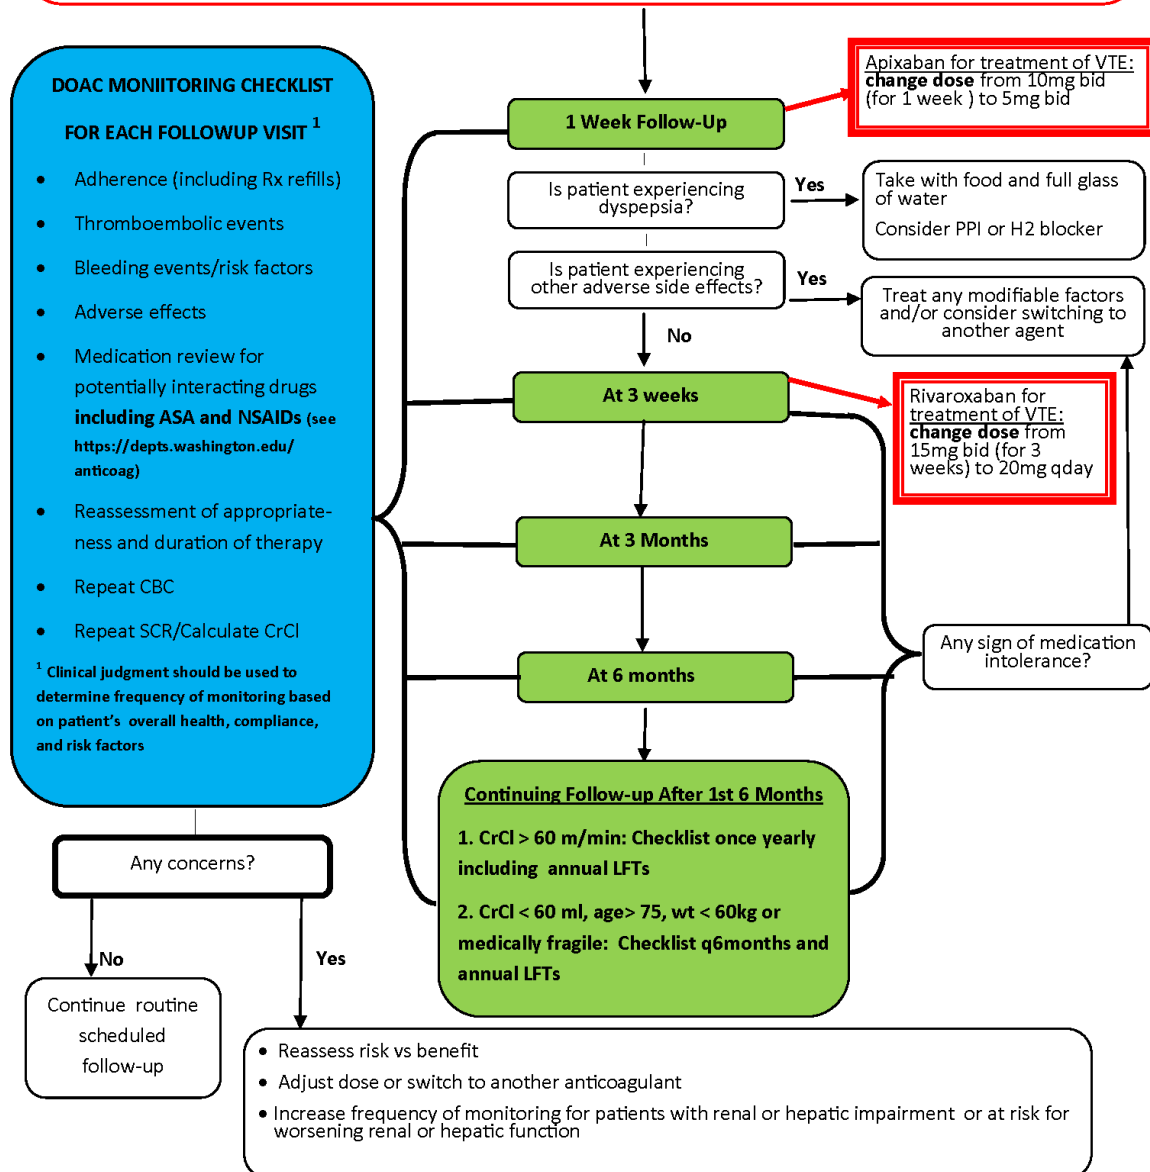 DOAC MONIITORING CHECKLIST
FOR EACH FOLLOWUP VISIT 1
• Adherence (including Rx refills)
• Thromboembolic events
• Bleeding events/risk factors
• Adverse effects
• Medication review for
potentially interacting drugs
including ASA and NSAIDs (see
https://depts.washington.edu/
anticoag)
• Reassessment of appropriate-
ness and duration of therapy
• Repeat CBC
• Repeat SCR/Calculate CrCl
1 Clinical judgment should be used to
determine frequency of monitoring based
on patient's overall health, compliance,
and risk factors
Any concerns?
No
Yes
Continue routine
scheduled
follow-up
• Reassess risk vs benefit
• Adjust dose or switch to another anticoagulant
• Increase frequency of monitoring for patients with renal or hepatic impairment or at risk for
worsening renal or hepatic function
1 Week Follow-Up
Apixaban for treatment of VTE:
change dose from 10mg bid
(for 1 week ) to 5mg bid
Is patient experiencing
dyspepsia?
Yes
Take with food and full glass
of water
Consider PPI or H2 blocker
Is patient experiencing
other adverse side effects?
Yes
Treat any modifiable factors
and/or consider switching to
another agent
No
At 3 weeks
Rivaroxaban for
treatment of VTE:
change dose from
15mg bid (for 3
weeks) to 20mg qday
At 3 Months
At 6 months
Any sign of medication
intolerance?
Continuing Follow-up After 1st 6 Months
1. CrCl > 60 m/min: Checklist once yearly
including annual LFTs
2. CrCl < 60 ml, age> 75, wt < 60kg or
medically fragile: Checklist q6months and
annual LFTs